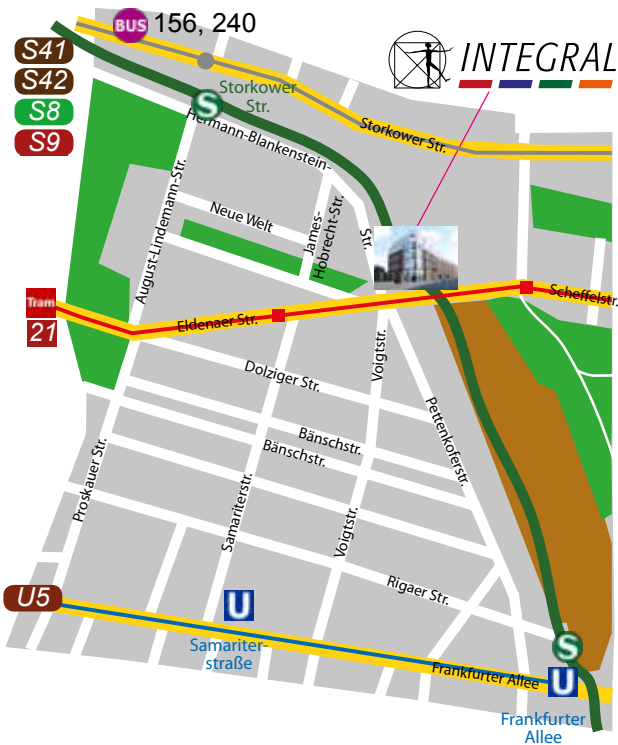 BUS 156, 240
S41
S42
S8
S9
INTEGRAL
S
Storkower
Str.
Storkower Str.
Hermann-Blankenstein-
Str.
August-Lindemann-Str.
Neue Welt
James-
Hobrecht-Str.
Tram
21
Eldenaer Str.
Scheffelstr.
Dolziger Str.
Voigtstr.
Pettenkoferstr.
Bänschstr.
Bänschstr.
Proskauer Str.
Samariterstr.
Voigtstr.
Rigaer Str.
U5
U
Samariter-
straße
Frankfurter Allee
S
U
Frankfurter
Allee